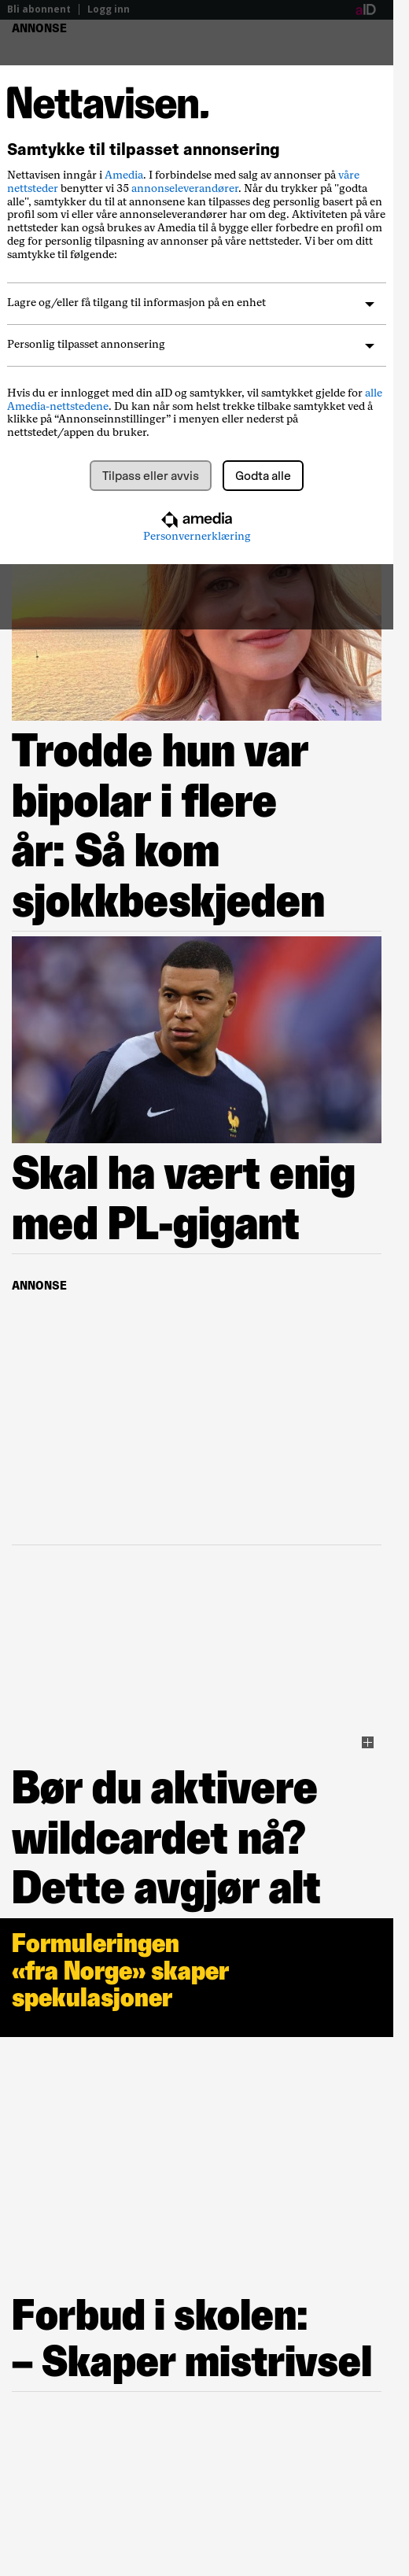 Bli abonnent | Logg inn
aID
ANNONSE
Nettavisen.
Samtykke til tilpasset annonsering
Nettavisen inngår i Amedia. I forbindelse med salg av annonser på våre
nettsteder benytter vi 35 annonseleverandører. Når du trykker på "godta
alle", samtykker du til at annonsene kan tilpasses deg personlig basert på en
profil som vi eller våre annonseleverandører har om deg. Aktiviteten på våre
nettsteder kan også brukes av Amedia til å bygge eller forbedre en profil om
deg for personlig tilpasning av annonser på våre nettsteder. Vi ber om ditt
samtykke til følgende:
Lagre og/eller få tilgang til informasjon på en enhet
Personlig tilpasset annonsering
Hvis du er innlogget med din aID og samtykker, vil samtykket gjelde for alle
Amedia-nettstedene. Du kan når som helst trekke tilbake samtykket ved å
klikke på “Annonseinnstillinger” i menyen eller nederst på
nettstedet/appen du bruker.
Tilpass eller avvis
Godta alle
amedia
Personvernerklæring
Trodde hun var
bipolar i flere
år: Så kom
sjokkbeskjeden
Skal ha vært enig
med PL-gigant
ANNONSE
Bør du aktivere
wildcardet nå?
Dette avgjør alt
Formuleringen
«fra Norge» skaper
spekulasjoner
Forbud i skolen:
– Skaper mistrivsel